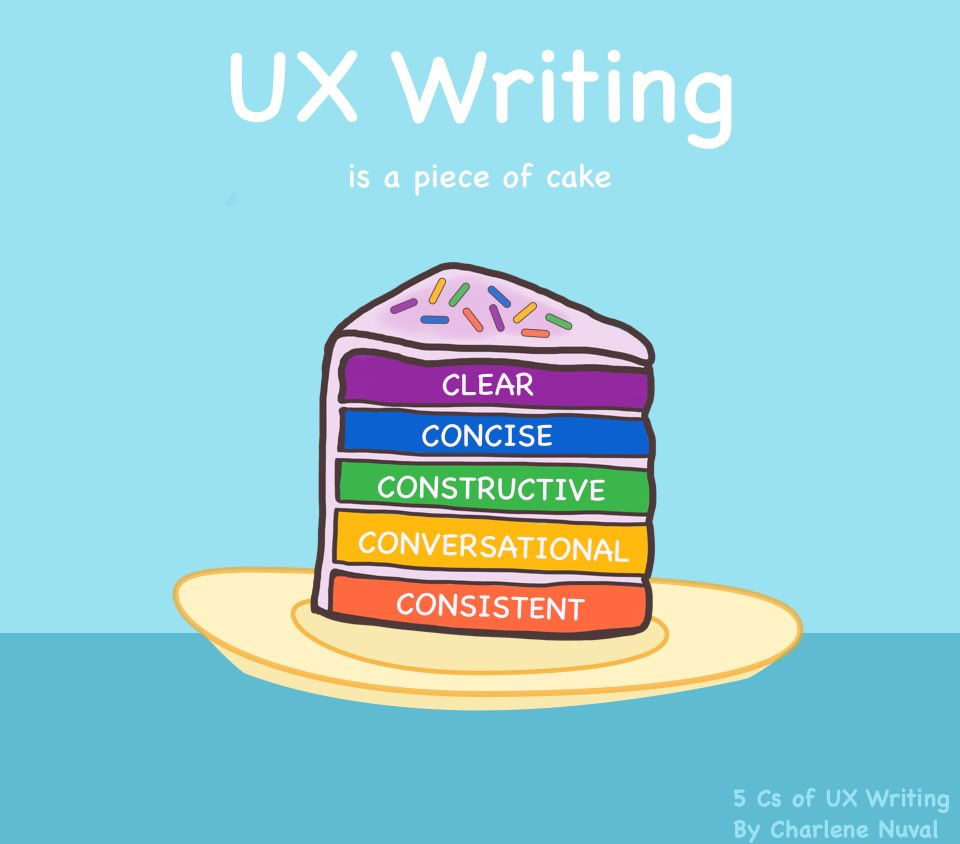 UX Writing
is a piece of cake
CLEAR
CONCISE
CONSTRUCTIVE
CONVERSATIONAL
CONSISTENT
5 Cs of UX Writing
By Charlene Nuval